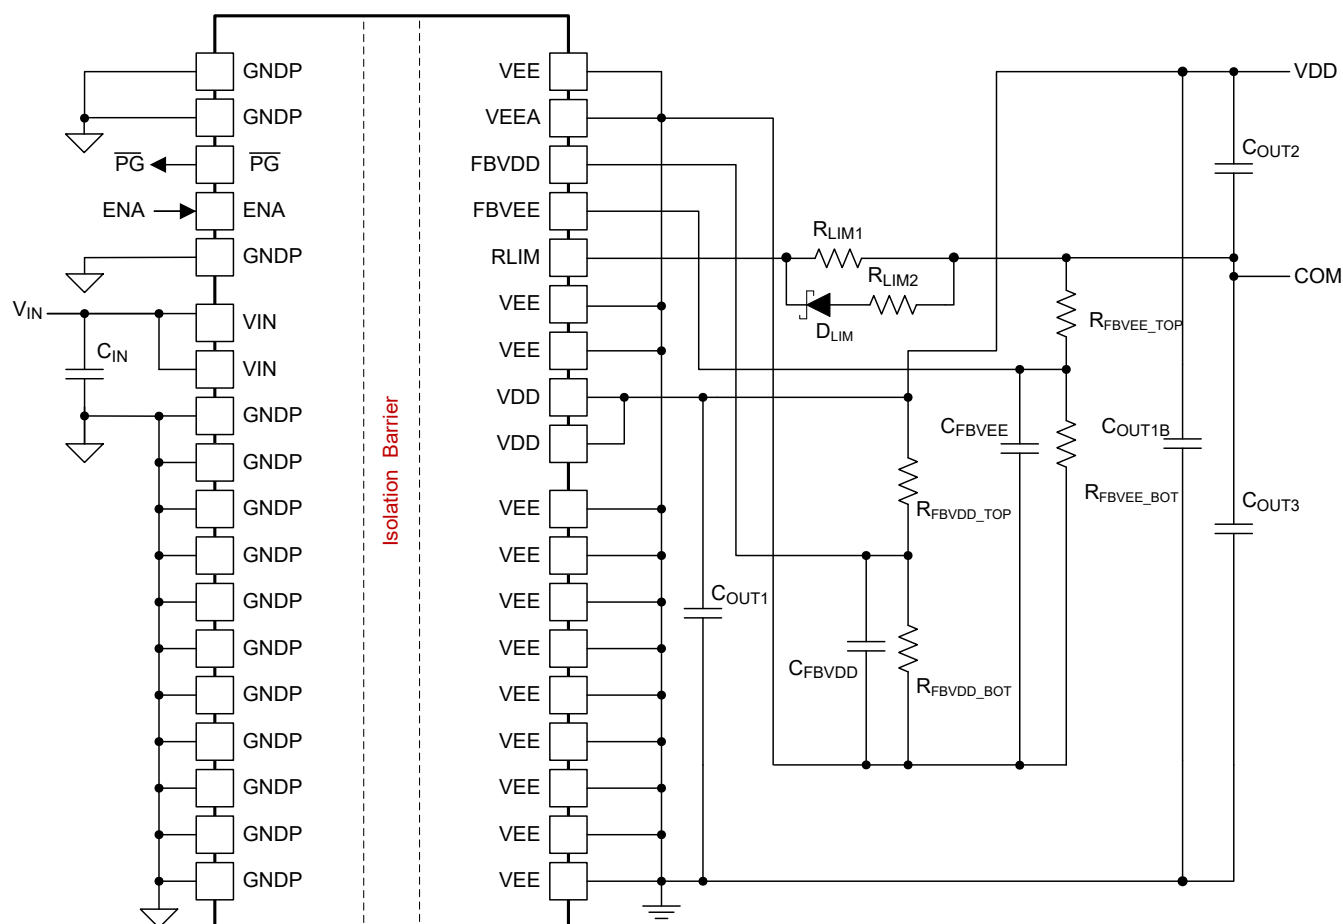 GNDP
GNDP
PG
PG
ENA
ENA
GNDP
VIN
VIN
CIN
VIN
GNDP
GNDP
GNDP
GNDP
GNDP
GNDP
GNDP
GNDP
GNDP
GNDP
GNDP
Isolation Barrier
VEE
VEEA
FBVDD
FBVEE
RLIM
VEE
VEE
VDD
VDD
VEE
VEE
VEE
VEE
VEE
VEE
VEE
VEE
VEE
RLIM1
RLIM2
DLIM
VDD
COUT2
COM
RFBVEE_TOP
CFBVEE
COUT1B
RFBVEE_BOT
RFBVDD_TOP
COUT3
COUT1
CFBVDD
RFBVDD_BOT